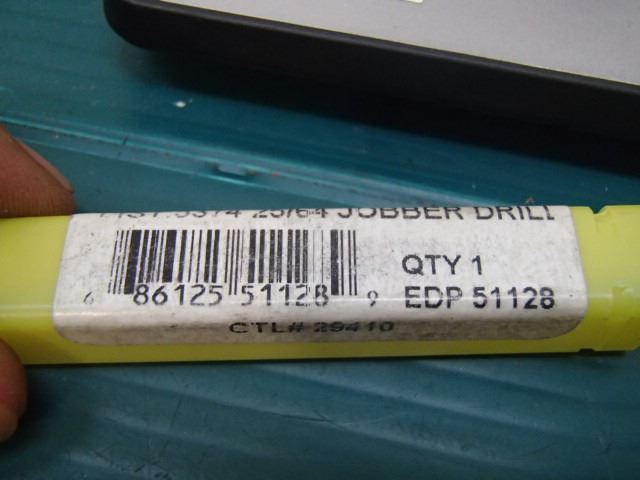 25/64 JOBBER DRILL
QTY 1
6 86125 51128 9 EDP 51128
CTL# 29410